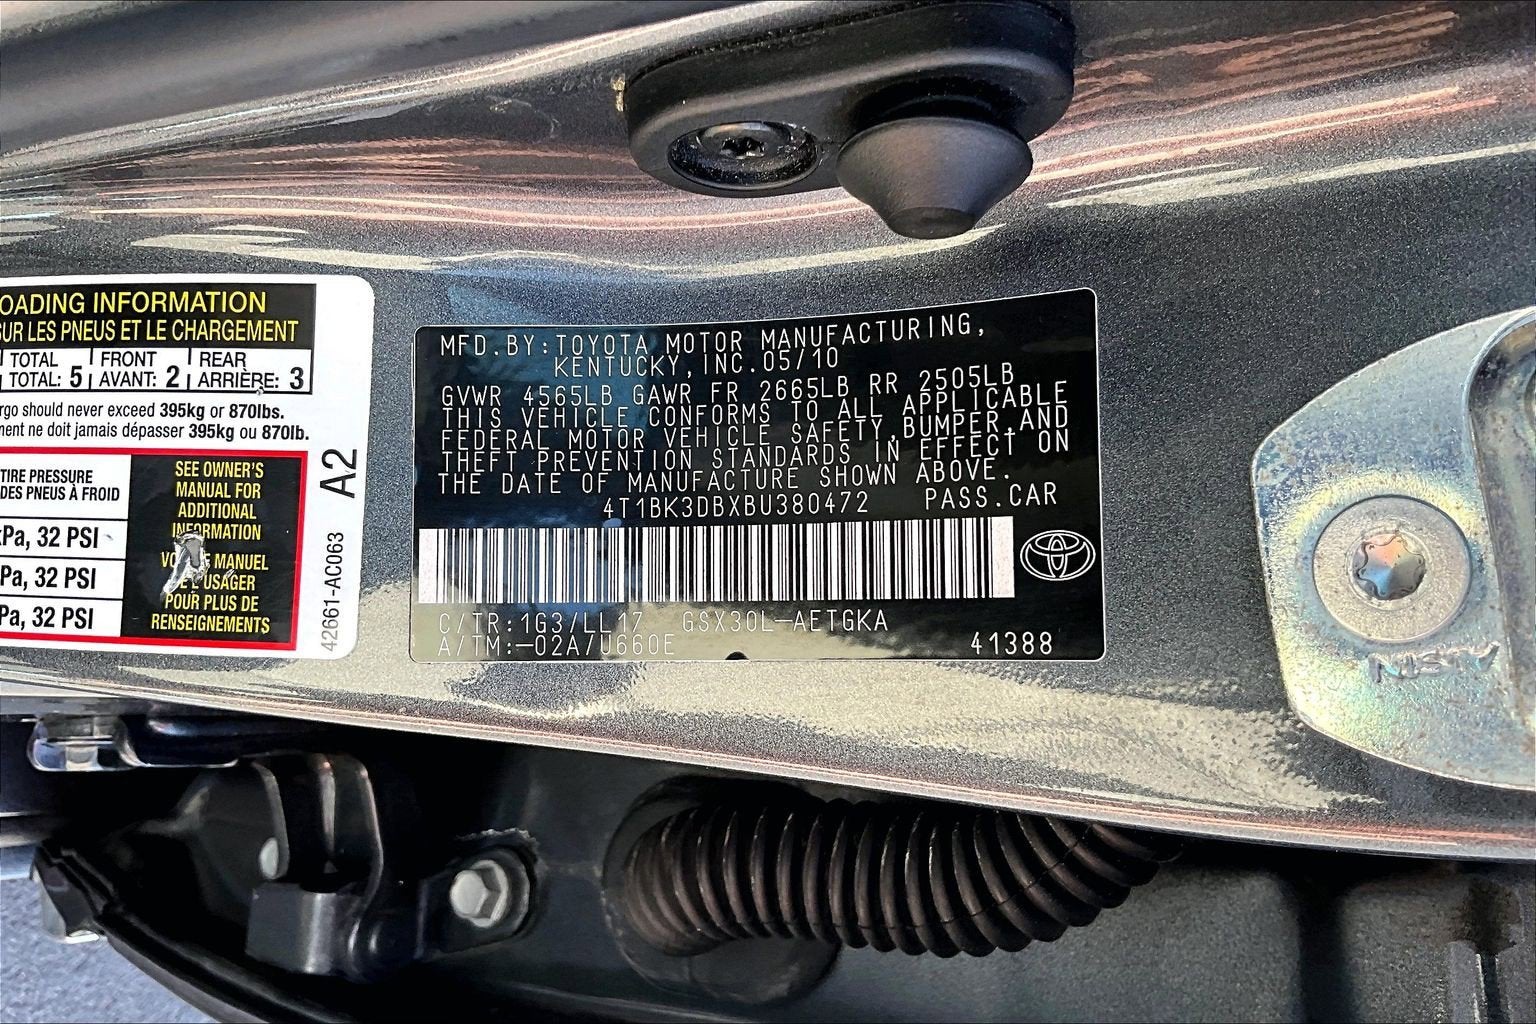 OADING INFORMATION
SUR LES PNEUS ET LE CHARGEMENT
TOTAL FRONT REAR
TOTAL: 5 AVANT: 2 ARRIÈRE: 3
rgo should never exceed 395kg or 870lbs.
ment ne doit jamais dépasser 395kg ou 870lb.
TIRE PRESSURE
DES PNEUS À FROID
kPa, 32 PSI
Pa, 32 PSI
Pa, 32 PSI
SEE OWNER'S
MANUAL FOR
ADDITIONAL
INFORMATION
MANUEL
L'USAGER
POUR PLUS DE
RENSEIGNEMENTS
A2
42661-AC063
MFD.BY:TOYOTA MOTOR MANUFACTURING,
KENTUCKY,INC.05/10
GVWR 4565LB GAWR FR 2665LB RR 2505LB
THIS VEHICLE CONFORMS TO ALL APPLICABLE
FEDERAL MOTOR VEHICLE SAFETY,BUMPER,AND
THEFT PREVENTION STANDARDS IN EFFECT ON
THE DATE OF MANUFACTURE SHOWN ABOVE.
4T1BK3DBXBU380472 PASS.CAR
C/TR:1G3/LL17 GSX30L-AETGKA
A/TM:-02A/U660E 41388